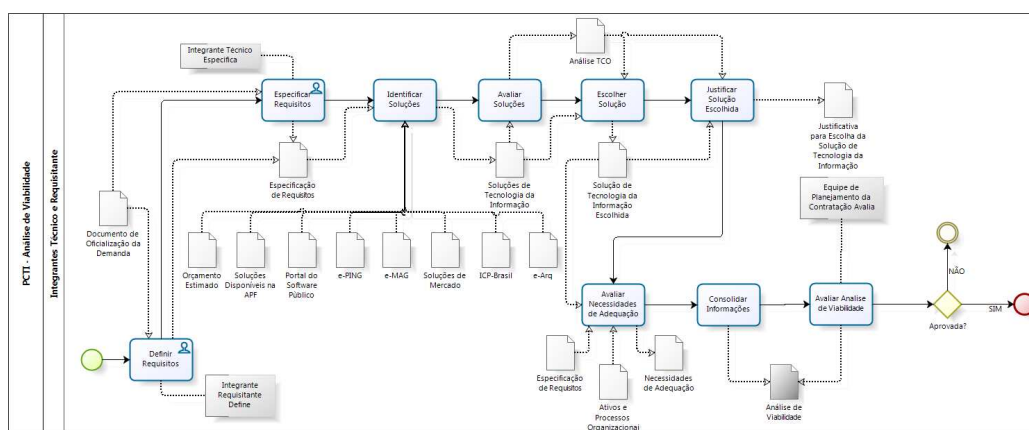 PCTI - Análise de Viabilidade
Integrantes Técnico e Requisitante
Integrante Técnico
Especifica
Especificar
Requisitos
Identificar
Soluções
Avaliar
Soluções
Análise TCO
Escolher
Solução
Justificar
Solução
Escolhida
Justificativa
para Escolha da
Solução de
Tecnologia da
Informação
Especificação
de Requisitos
Soluções de
Tecnologia da
Informação
Solução de
Tecnologia da
Informação
Escolhida
Equipe de
Planejamento da
Contratação Avalia
Documento de
Oficialização da
Demanda
Orçamento
Estimado
Soluções
Disponíveis na
APF
Portal do
Software
Público
e-PING
e-MAG
Soluções de
Mercado
ICP-Brasil
e-Arq
Avaliar
Necessidades
de Adequação
Consolidar
Informações
Avaliar Analise
de Viabilidade
NÃO
SIM
Aprovada?
Definir
Requisitos
Integrante
Requisitante
Define
Especificação
de Requisitos
Ativos e
Processos
Organizacional
Necessidades
de Adequação
Análise de
Viabilidade